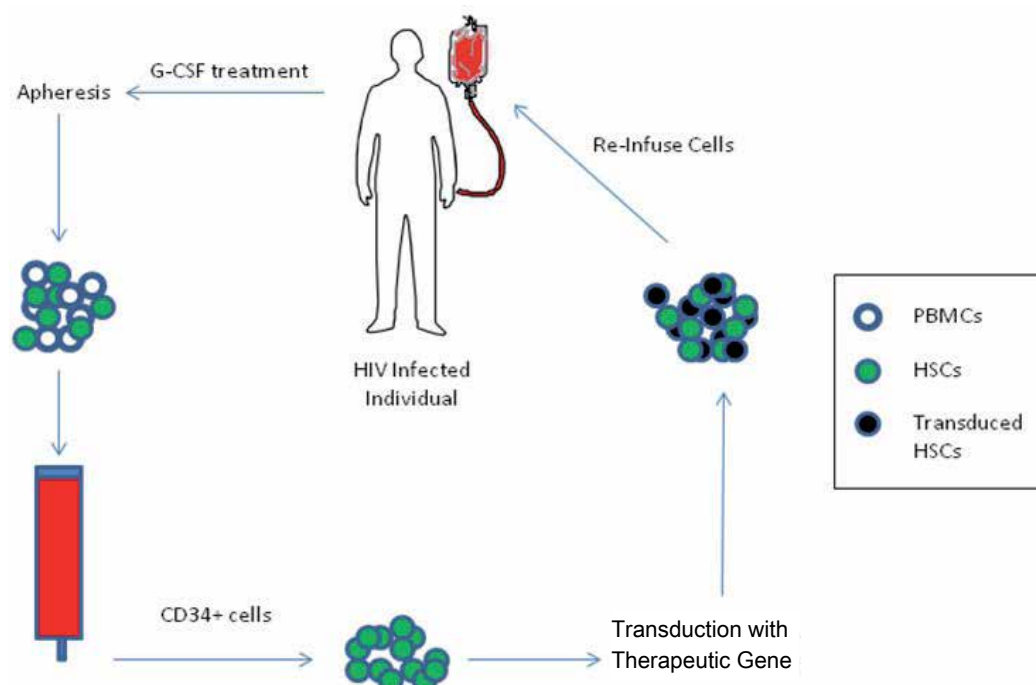 G-CSF treatment
Apheresis
Re-Infuse Cells
HIV Infected
Individual
PBMCs
HSCs
Transduced
HSCs
CD34+ cells
Transduction with
Therapeutic Gene